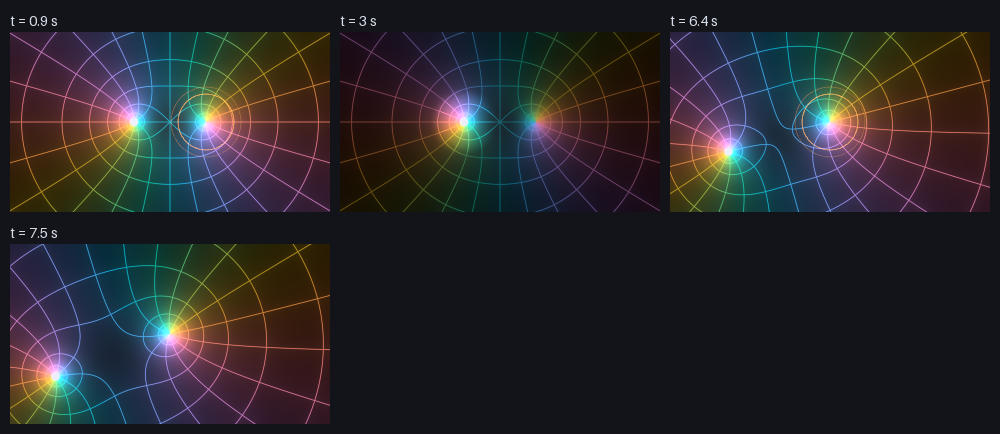 t = 0.9 s
t = 3 s
t = 6.4 s
t = 7.5 s